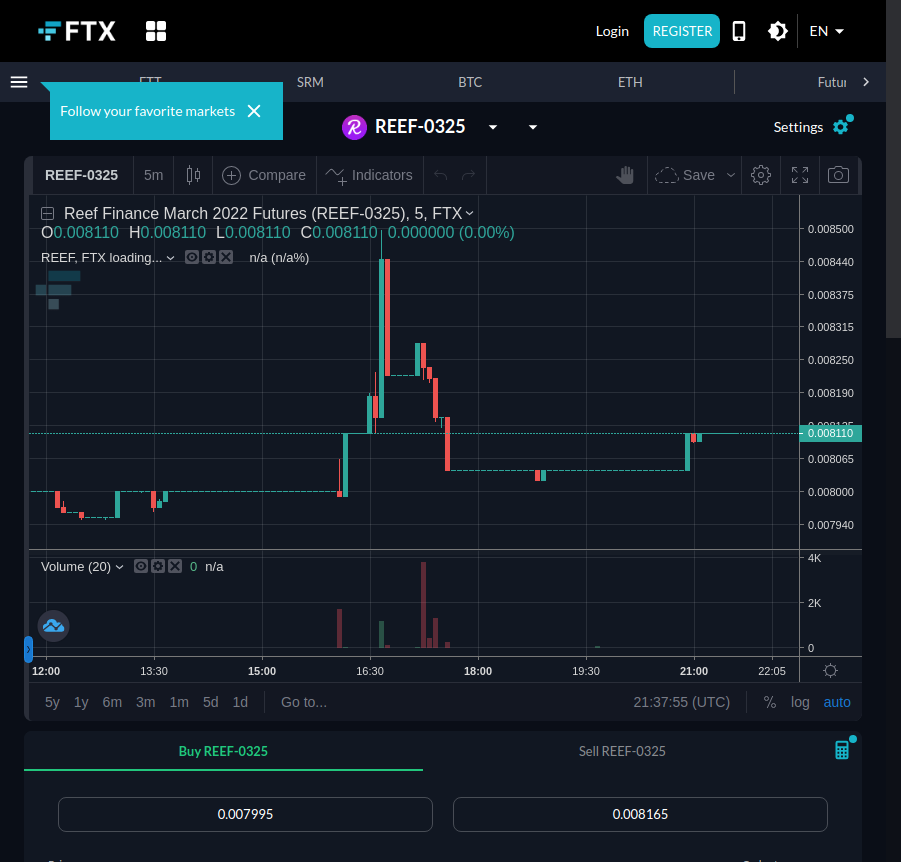 FTX
Login REGISTER EN
FTT SRM BTC ETH Futur
Follow your favorite markets
REEF-0325
Settings
REEF-0325 5m Compare Indicators Save
Reef Finance March 2022 Futures (REEF-0325), 5, FTX
O0.008110 H0.008110 L0.008110 C0.008110 0.000000 (0.00%)
REEF, FTX loading... n/a (n/a%)
0.008500
0.008440
0.008375
0.008315
0.008250
0.008190
0.008125
0.008110
0.008065
0.008000
0.007940
Volume (20) 0 n/a
4K
2K
0
12:00 13:30 15:00 16:30 18:00 19:30 21:00 22:05
5y 1y 6m 3m 1m 5d 1d Go to... 21:37:55 (UTC) % log auto
Buy REEF-0325 Sell REEF-0325
0.007995 0.008165